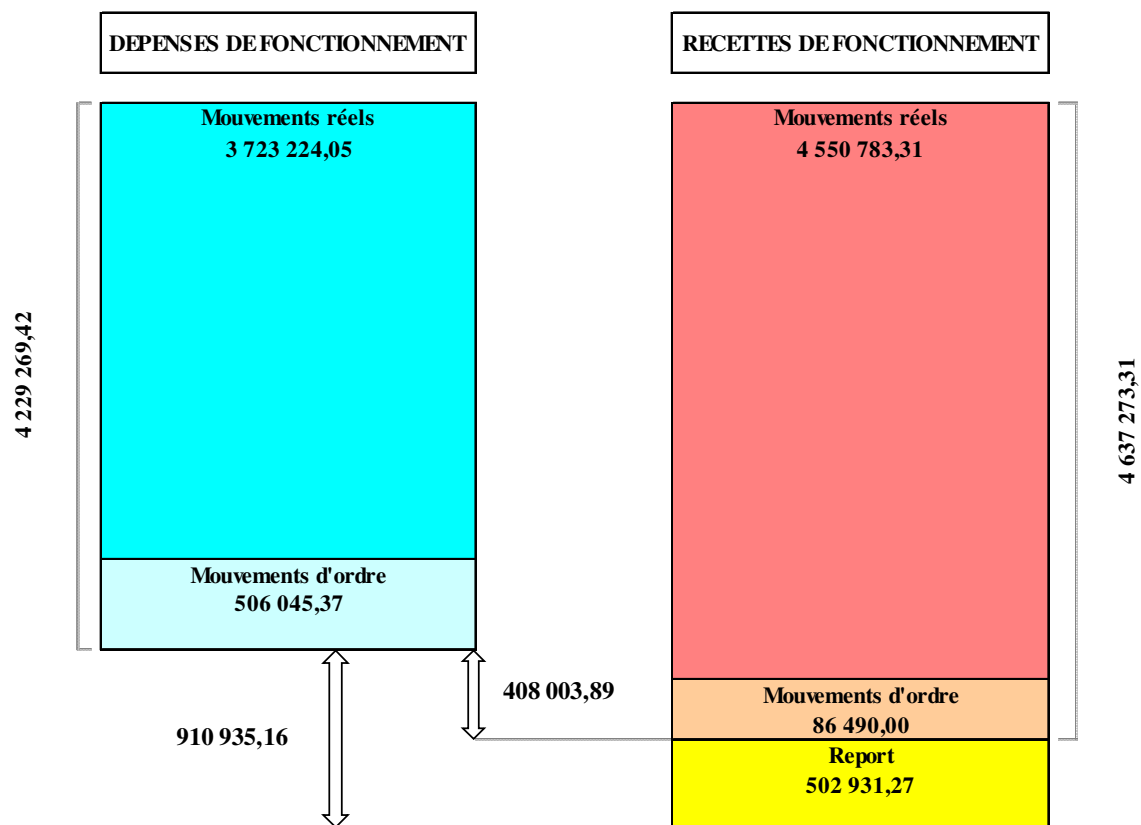 DEPENSES DE FONCTIONNEMENT
RECETTES DE FONCTIONNEMENT
Mouvements réels
3 723 224,05
Mouvements réels
4 550 783,31
4 229 269,42
4 637 273,31
Mouvements d'ordre
506 045,37
408 003,89
Mouvements d'ordre
86 490,00
910 935,16
Report
502 931,27